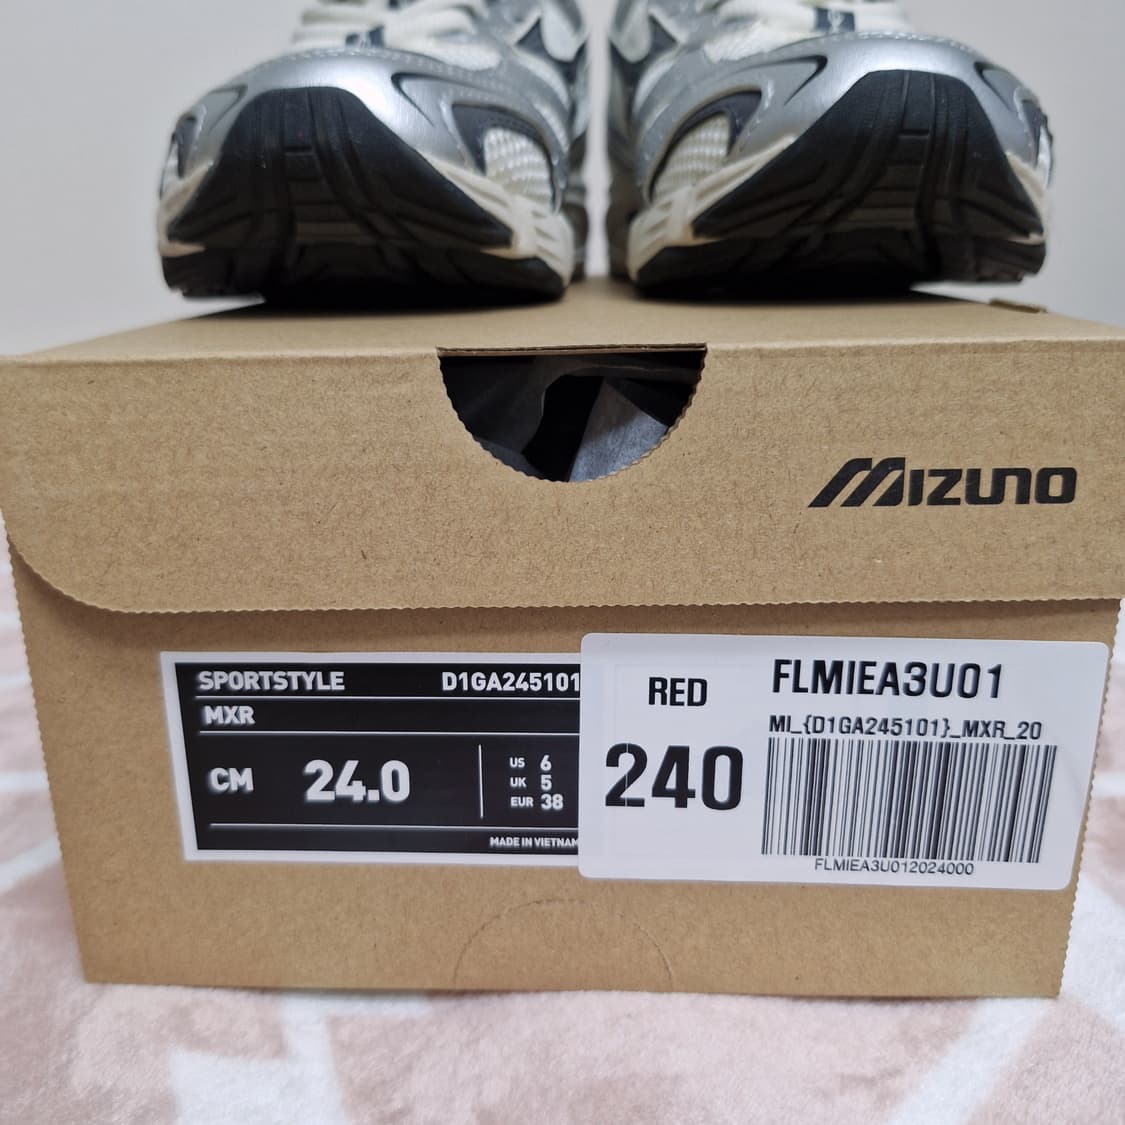 MIZUNO
SPORTSTYLE D1GA245101
MXR
CM 24.0
US 6
UK 5
EUR 38
MADE IN VIETNAM
RED
240
FLMIEA3U01
MI_{D1GA245101}_MXR_20
FLMIEA3U012024000